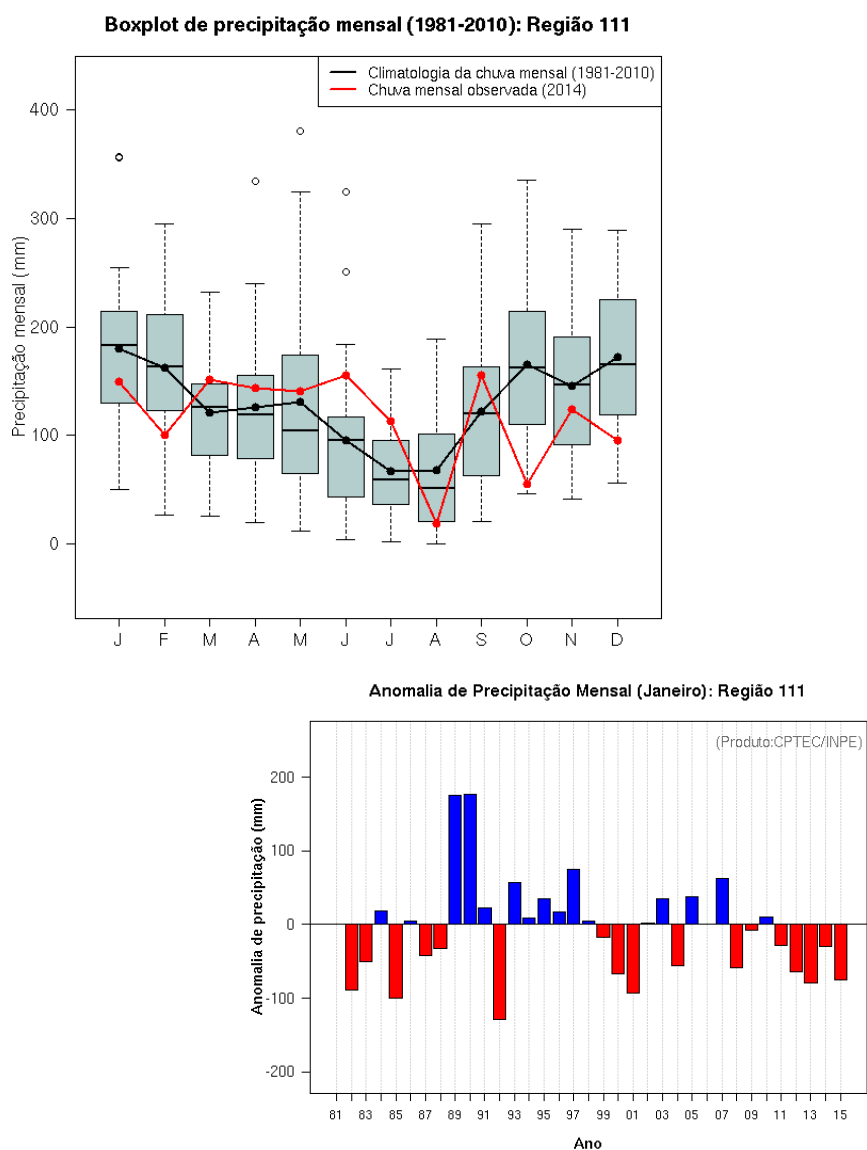 Boxplot de precipitação mensal (1981-2010): Região 111
Climatologia da chuva mensal (1981-2010)
Chuva mensal observada (2014)
Precipitação mensal (mm)
400
300
200
100
0
J F M A M J J A S O N D
Anomalia de Precipitação Mensal (Janeiro): Região 111
(Produto:CPTEC/INPE)
Anomalia de precipitação (mm)
200
100
0
-100
-200
81 83 85 87 89 91 93 95 97 99 01 03 05 07 09 11 13 15
Ano